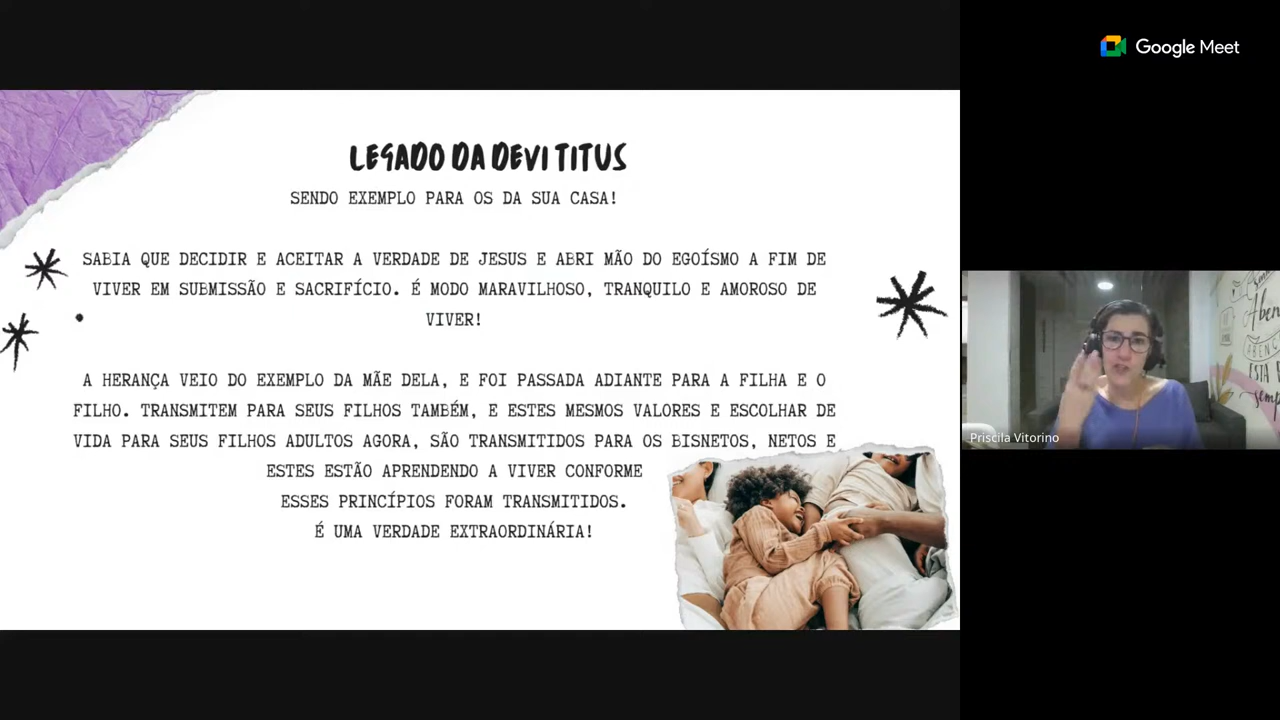 Google Meet
LEGADO DA DEVI TITUS
SENDO EXEMPLO PARA OS DA SUA CASA!
SABIA QUE DECIDIR E ACEITAR A VERDADE DE JESUS E ABRI MÃO DO EGOÍSMO A FIM DE
VIVER EM SUBMISSÃO E SACRIFÍCIO. É MODO MARAVILHOSO, TRANQUILO E AMOROSO DE
VIVER!
A HERANÇA VEIO DO EXEMPLO DA MÃE DELA, E FOI PASSADA ADIANTE PARA A FILHA E O
FILHO. TRANSMITEM PARA SEUS FILHOS TAMBÉM, E ESTES MESMOS VALORES E ESCOLHAR DE
VIDA PARA SEUS FILHOS ADULTOS AGORA, SÃO TRANSMITIDOS PARA OS BISNETOS, NETOS E
ESTES ESTÃO APRENDENDO A VIVER CONFORME
ESSES PRINCÍPIOS FORAM TRANSMITIDOS.
É UMA VERDADE EXTRAORDINÁRIA!
Priscila Vitorino